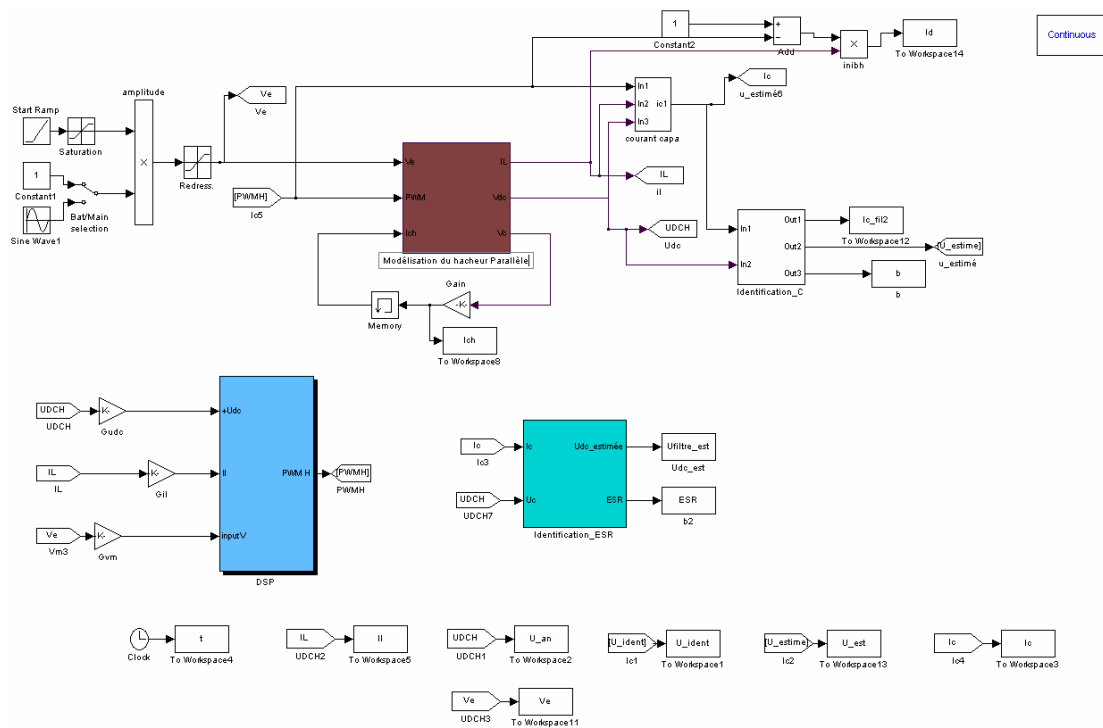 1
Constant2
+
−
Add
×
inibh
Id
To Workspace14
Continuous
Start Ramp
Saturation
amplitude
×
1
Constant1
Bat/Main
selection
Sine Wave1
Redress.
Ve
Ve
[PWMH]
Ic5
Ve
PWM
Ich
IL
Vdc
Vc
Modélisation du hacheur Parallèle
In1
In2
In3
ic1
courant capa
Ic
u_estimé6
IL
il
UDCH
Udc
In1
In2
Out1
Out2
Out3
Identification_C
Ic_fil2
To Workspace12
[U_estime]
u_estimé
b
b
Gain
-K-
Memory
Ich
To Workspace8
UDCH
UDCH
K-
Gudc
IL
IL
K-
Gil
Ve
Vm3
K-
Gvm
+Udc
Il
inputV
PWM H
DSP
[PWMH]
PWMH
Ic
Ic3
UDCH
UDCH7
Ic
Uc
Udc_estimée
ESR
Identification_ESR
Ufiltre_est
Udc_est
ESR
b2
Clock
t
To Workspace4
IL
UDCH2
Il
To Workspace5
UDCH
UDCH1
U_an
To Workspace2
[U_ident]
Ic1
U_ident
To Workspace1
[U_estime]
Ic2
U_est
To Workspace13
Ic
Ic4
Ic
To Workspace3
Ve
UDCH3
Ve
To Workspace11